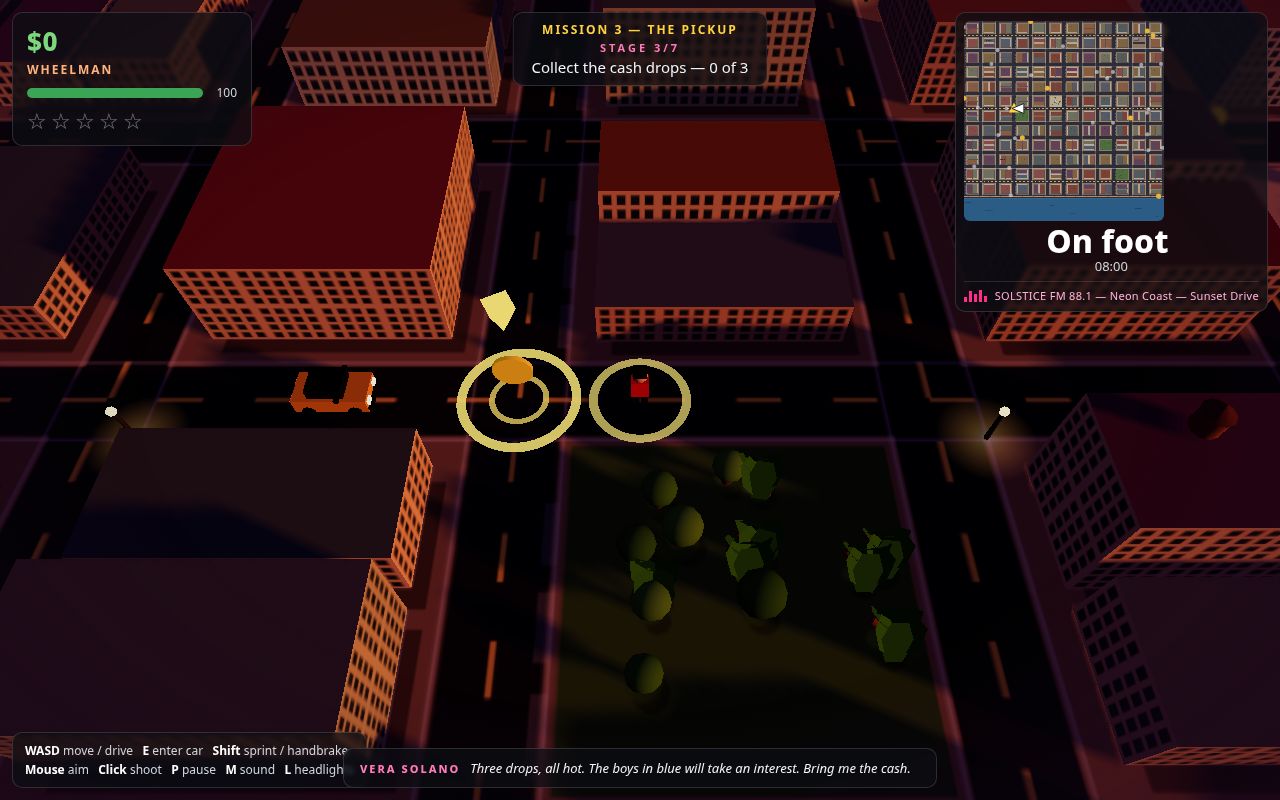 $0
WHEELMAN
100
MISSION 3 — THE PICKUP
STAGE 3/7
Collect the cash drops — 0 of 3
On foot
08:00
SOLSTICE FM 88.1 — Neon Coast — Sunset Drive
WASD move / drive E enter car Shift sprint / handbrake
Mouse aim Click shoot P pause M sound L headligh
VERA SOLANO Three drops, all hot. The boys in blue will take an interest. Bring me the cash.